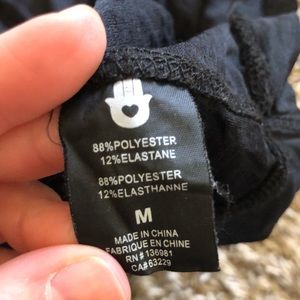 88%POLYESTER
12%ELASTANE
88%POLYESTER
12%ELASTHANNE
M
MADE IN CHINA
FABRIQUE EN CHINE
RN#136981
CA#63229